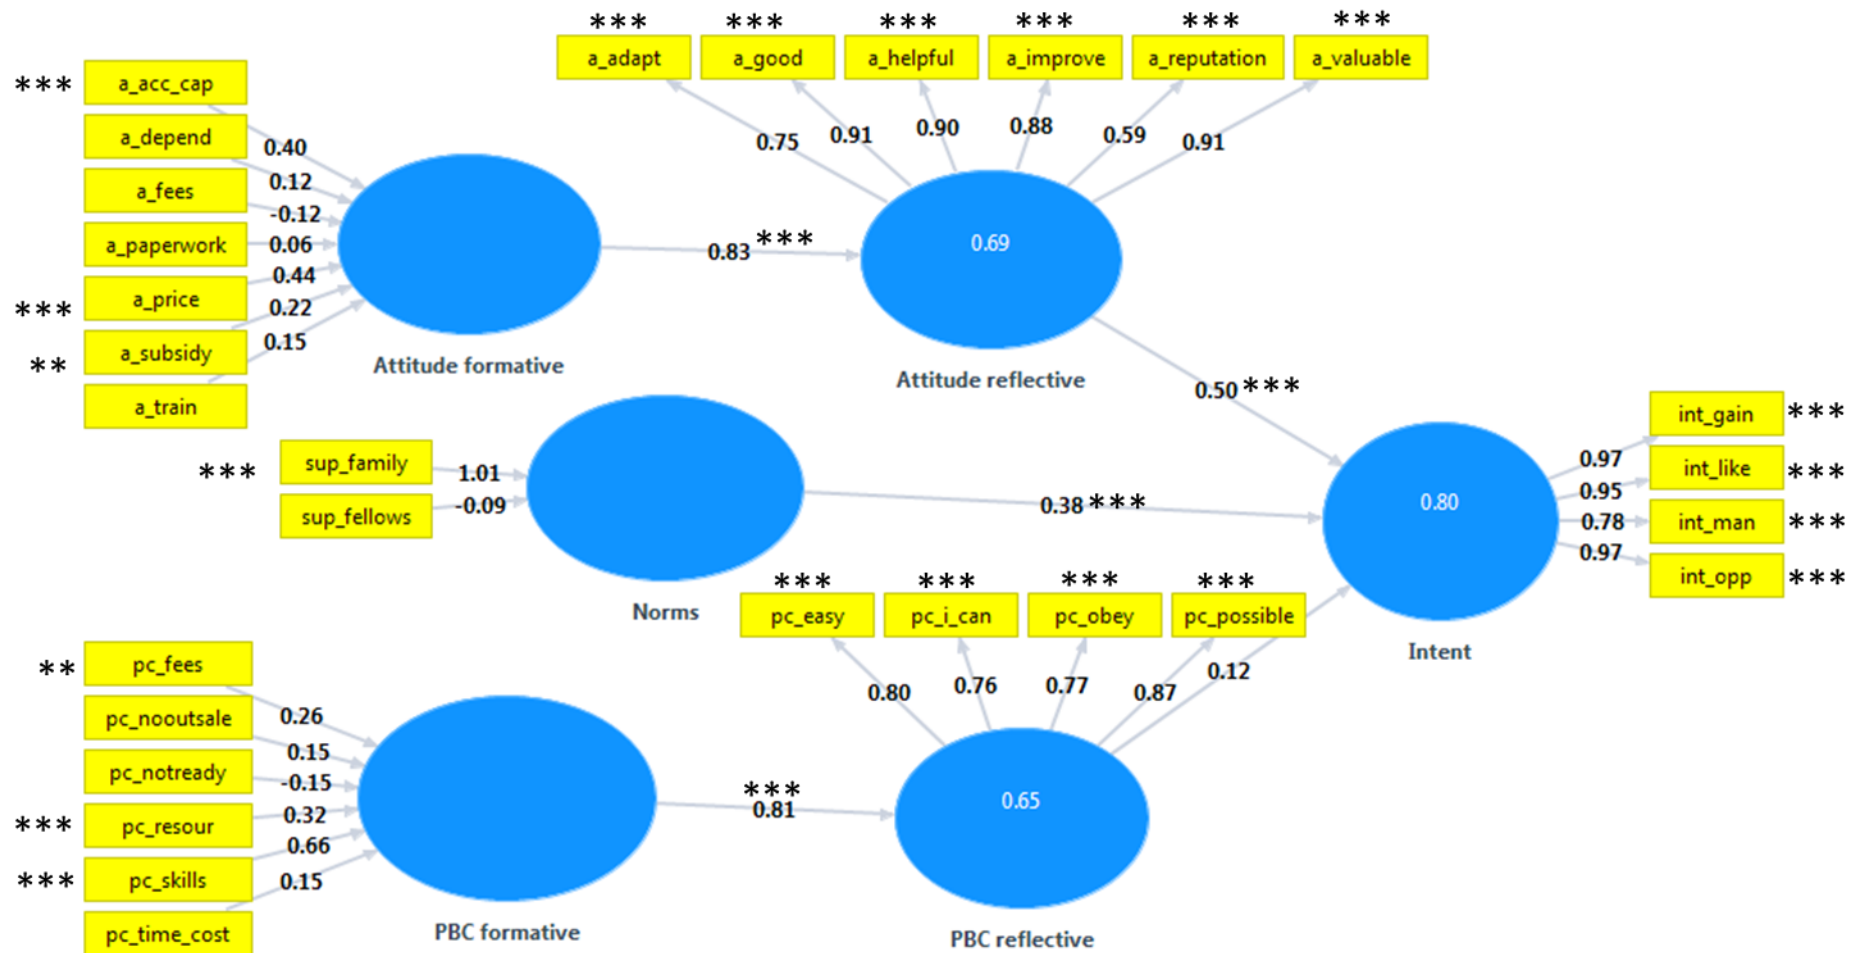 *** *** *** *** *** ***
a_adapt a_good a_helpful a_improve a_reputation a_valuable
0.75 0.91 0.90 0.88 0.59 0.91
*** a_acc_cap 0.40
a_depend 0.12
a_fees -0.12
a_paperwork 0.06
*** a_price 0.44
** a_subsidy 0.22
a_train 0.15
Attitude formative
0.83 ***
0.69
Attitude reflective
0.50 ***
*** sup_family 1.01
sup_fellows -0.09
Norms
0.38 ***
0.80
Intent
0.97 int_gain ***
0.95 int_like ***
0.78 int_man ***
0.97 int_opp ***
*** *** *** ***
pc_easy pc_i_can pc_obey pc_possible
0.80 0.76 0.77 0.87 0.12
** pc_fees 0.26
pc_nooutsale 0.15
pc_notready -0.15
*** pc_resour 0.32
*** pc_skills 0.66
pc_time_cost 0.15
PBC formative
***
0.81
0.65
PBC reflective